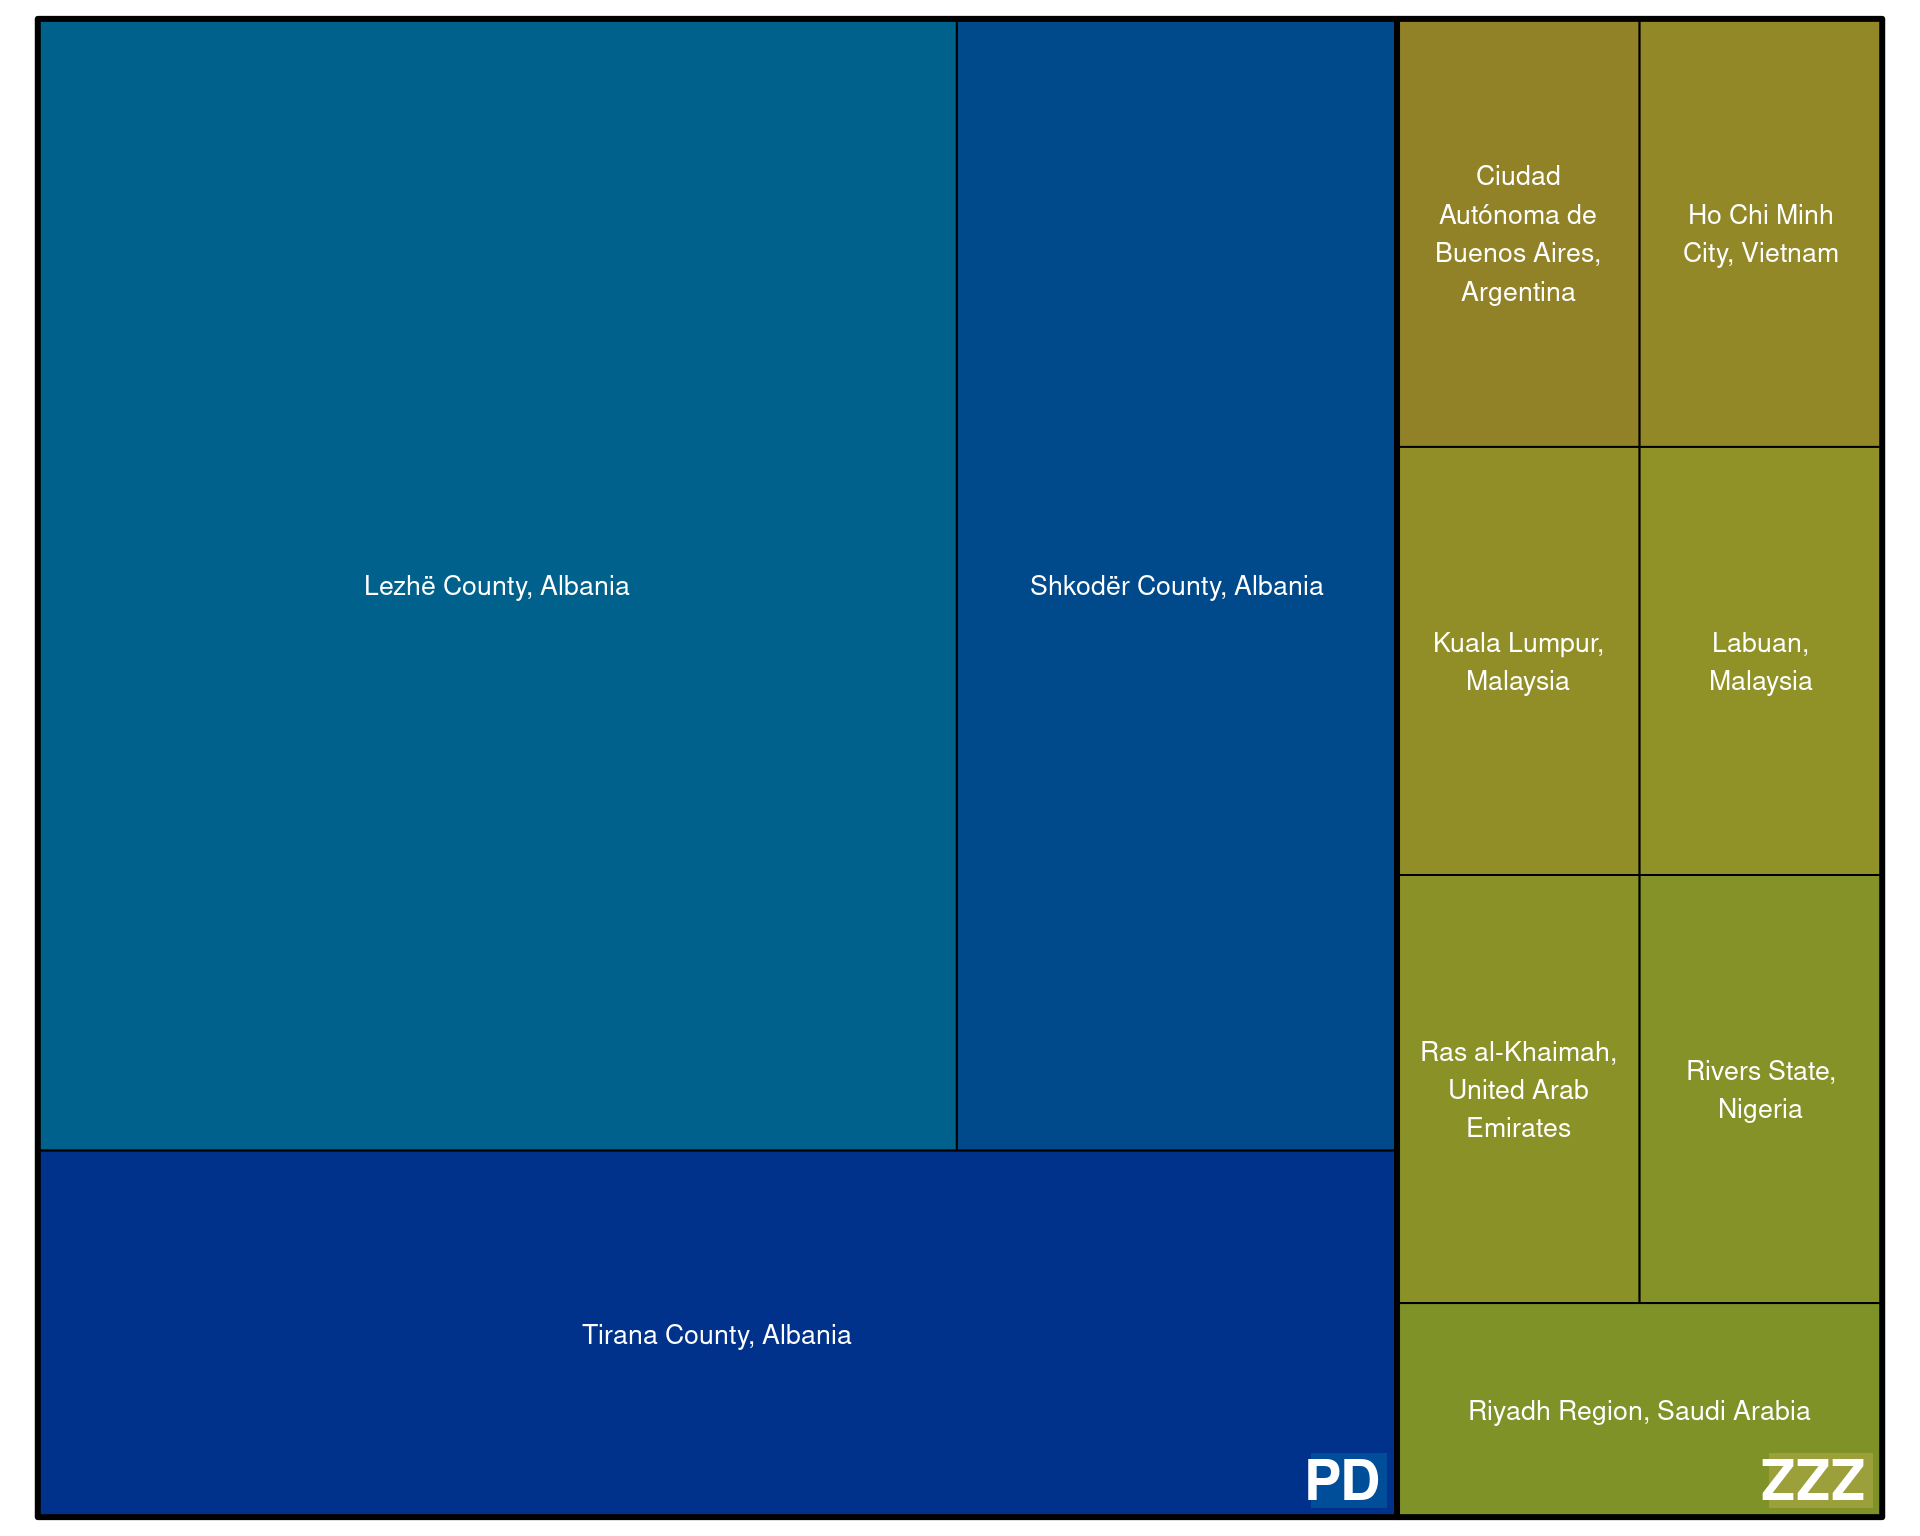 Lezhë County, Albania
Shkodër County, Albania
Tirana County, Albania
PD
Ciudad
Autónoma de
Buenos Aires,
Argentina
Ho Chi Minh
City, Vietnam
Kuala Lumpur,
Malaysia
Labuan,
Malaysia
Ras al-Khaimah,
United Arab
Emirates
Rivers State,
Nigeria
Riyadh Region, Saudi Arabia
ZZZ